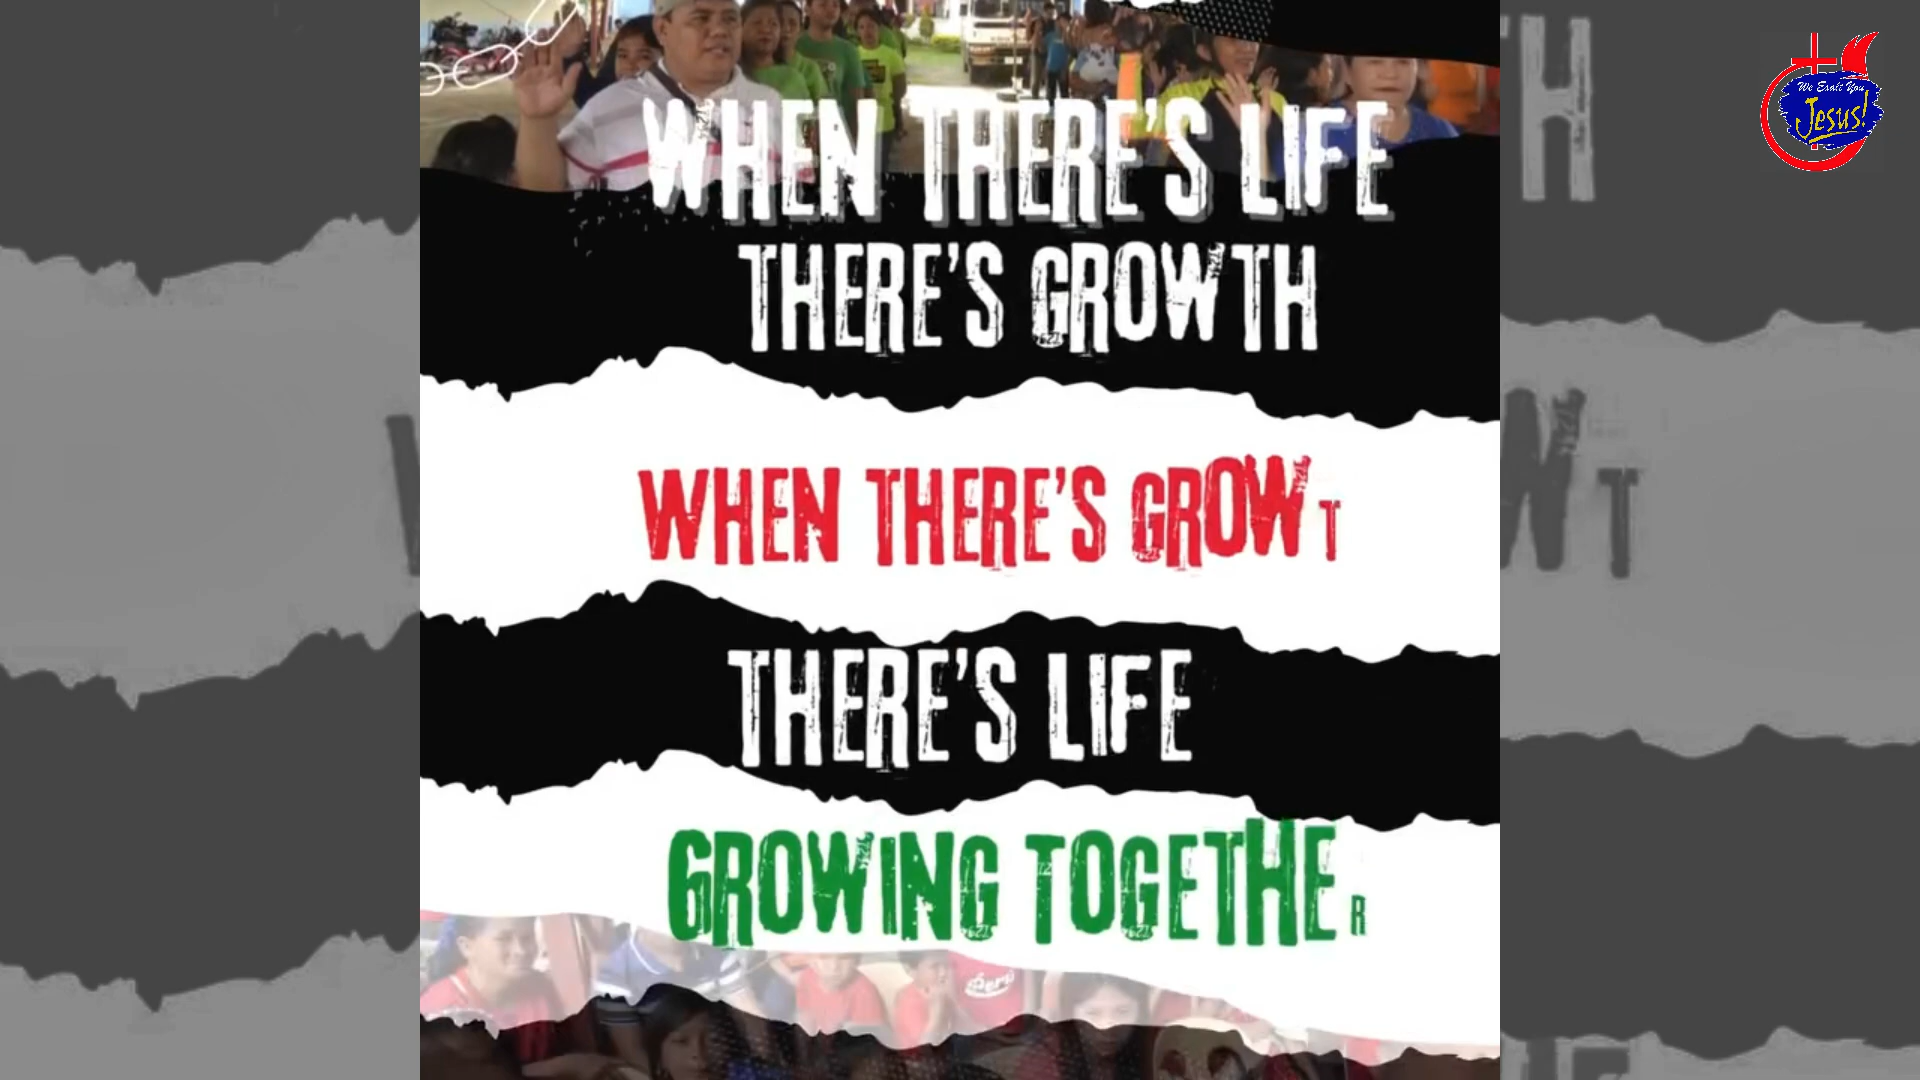 WHEN THERE'S LIFE
THERE'S GROWTH
WHEN THERE'S GROWT
THERE'S LIFE
GROWING TOGETHER
We Exalt You
Jesus!